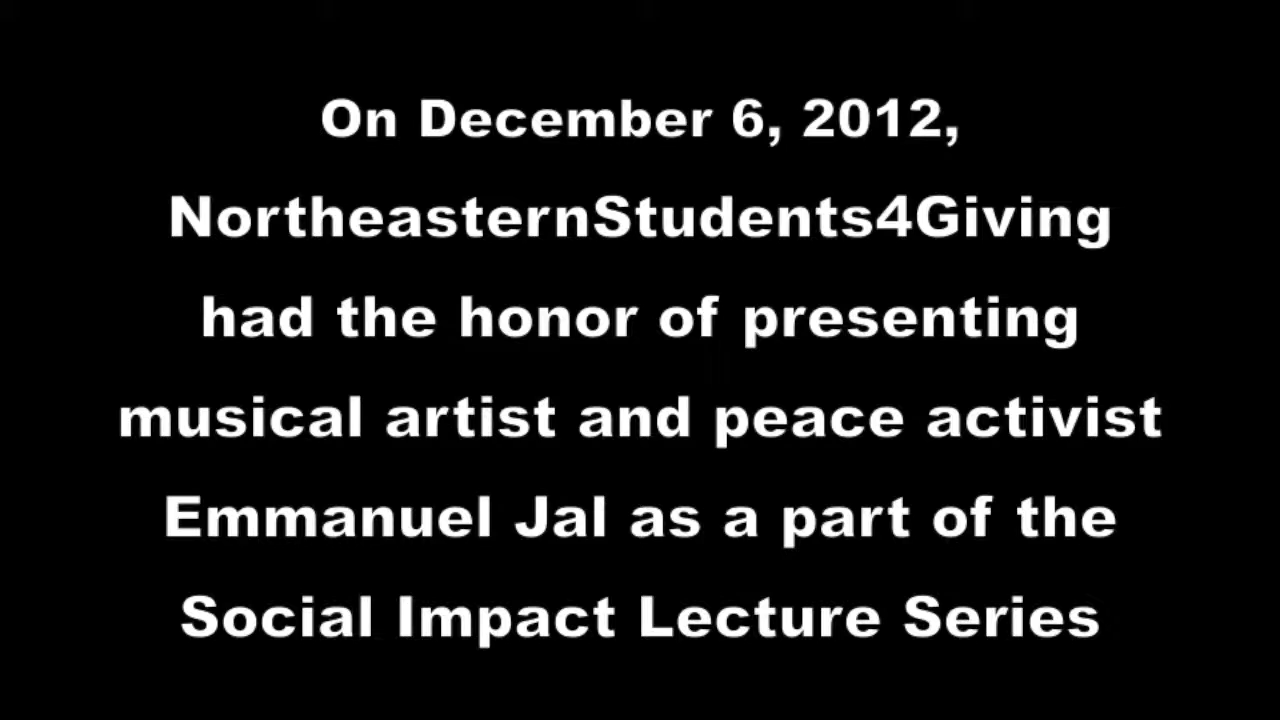 On December 6, 2012,
NortheasternStudents4Giving
had the honor of presenting
musical artist and peace activist
Emmanuel Jal as a part of the
Social Impact Lecture Series